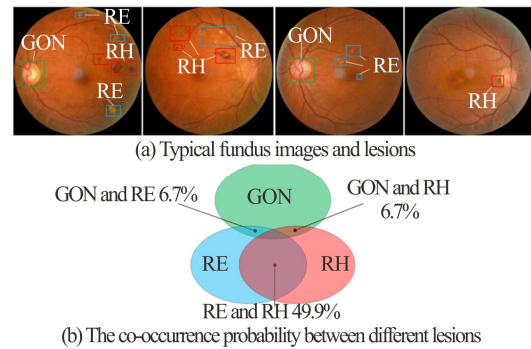 GON RE RH RE
RH RE
GON RE
RH
(a) Typical fundus images and lesions
GON and RE 6.7%
GON
GON and RH
6.7%
RE
RH
RE and RH 49.9%
(b) The co-occurrence probability between different lesions